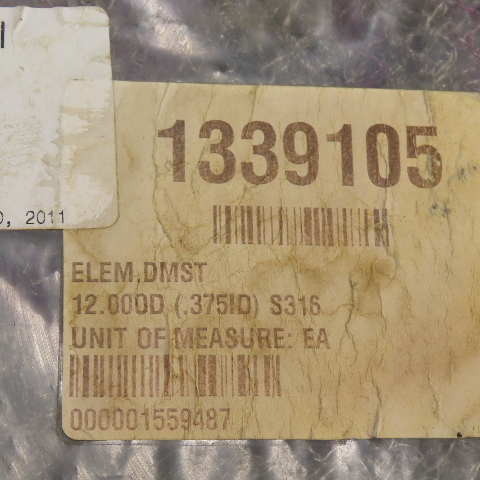 1339105
0, 2011
ELEM,DMST
12.000D (.375ID) S316
UNIT OF MEASURE: EA
000001559487